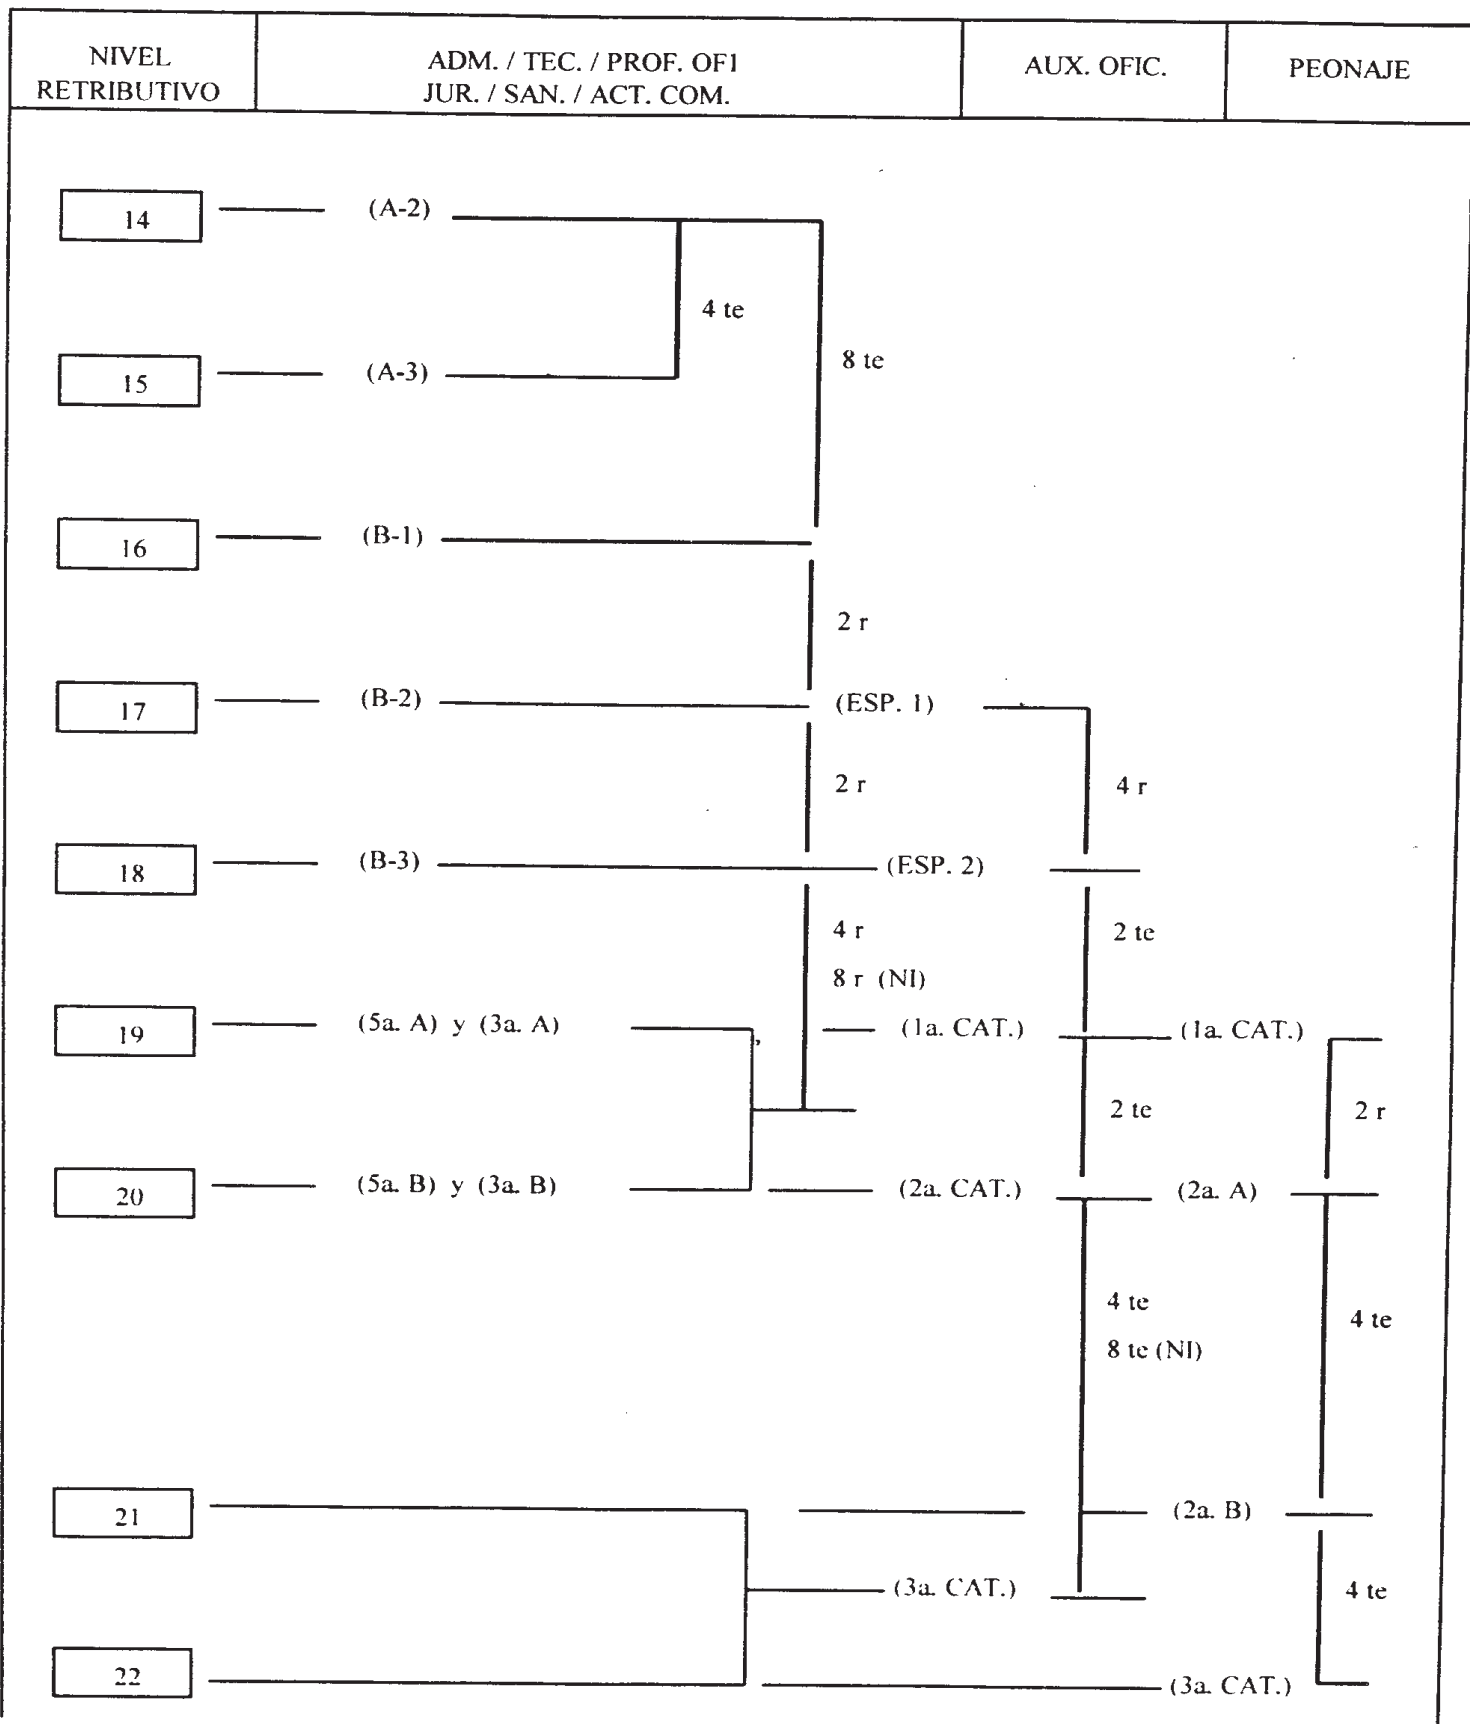 NIVEL
RETRIBUTIVO
ADM. / TEC. / PROF. OF1
JUR. / SAN. / ACT. COM.
AUX. OFIC.
PEONAJE
14 (A-2)
4 te
8 te
15 (A-3)
16 (B-1)
2 r
17 (B-2) (ESP. 1)
2 r 4 r
18 (B-3) (ESP. 2)
4 r 2 te
8 r (NI)
19 (5a. A) y (3a. A) (1a. CAT.) (1a. CAT.)
2 te 2 r
20 (5a. B) y (3a. B) (2a. CAT.) (2a. A)
4 te 4 te
8 te (NI)
21 (2a. B)
(3a. CAT.) 4 te
22 (3a. CAT.)